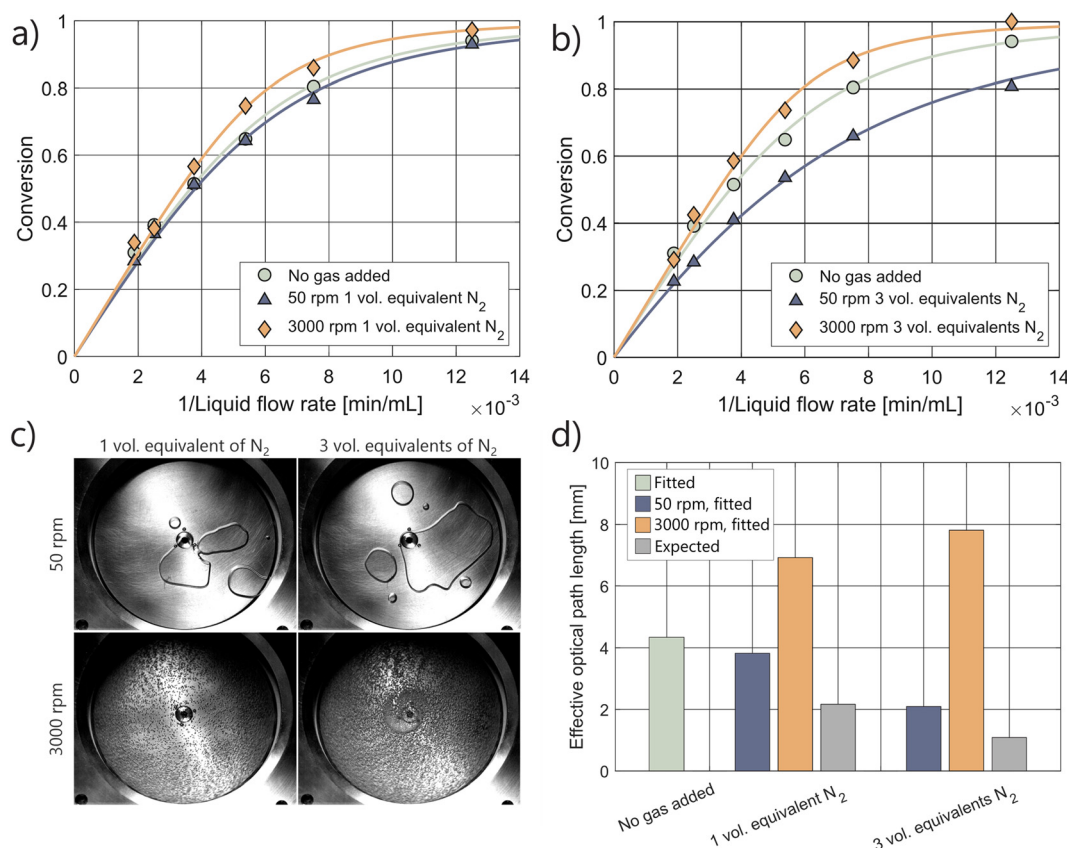 a)
1
0.8
0.6
0.4
0.2
0
Conversion
0 2 4 6 8 10 12 14
1/Liquid flow rate [min/mL]
×10⁻³
No gas added
50 rpm 1 vol. equivalent N₂
3000 rpm 1 vol. equivalent N₂
b)
1
0.8
0.6
0.4
0.2
0
Conversion
0 2 4 6 8 10 12 14
1/Liquid flow rate [min/mL]
×10⁻³
No gas added
50 rpm 3 vol. equivalents N₂
3000 rpm 3 vol. equivalents N₂
c)
1 vol. equivalent of N₂
3 vol. equivalents of N₂
50 rpm
3000 rpm
d)
10
8
6
4
2
0
Effective optical path length [mm]
Fitted
50 rpm, fitted
3000 rpm, fitted
Expected
No gas added
1 vol. equivalent N₂
3 vol. equivalents N₂